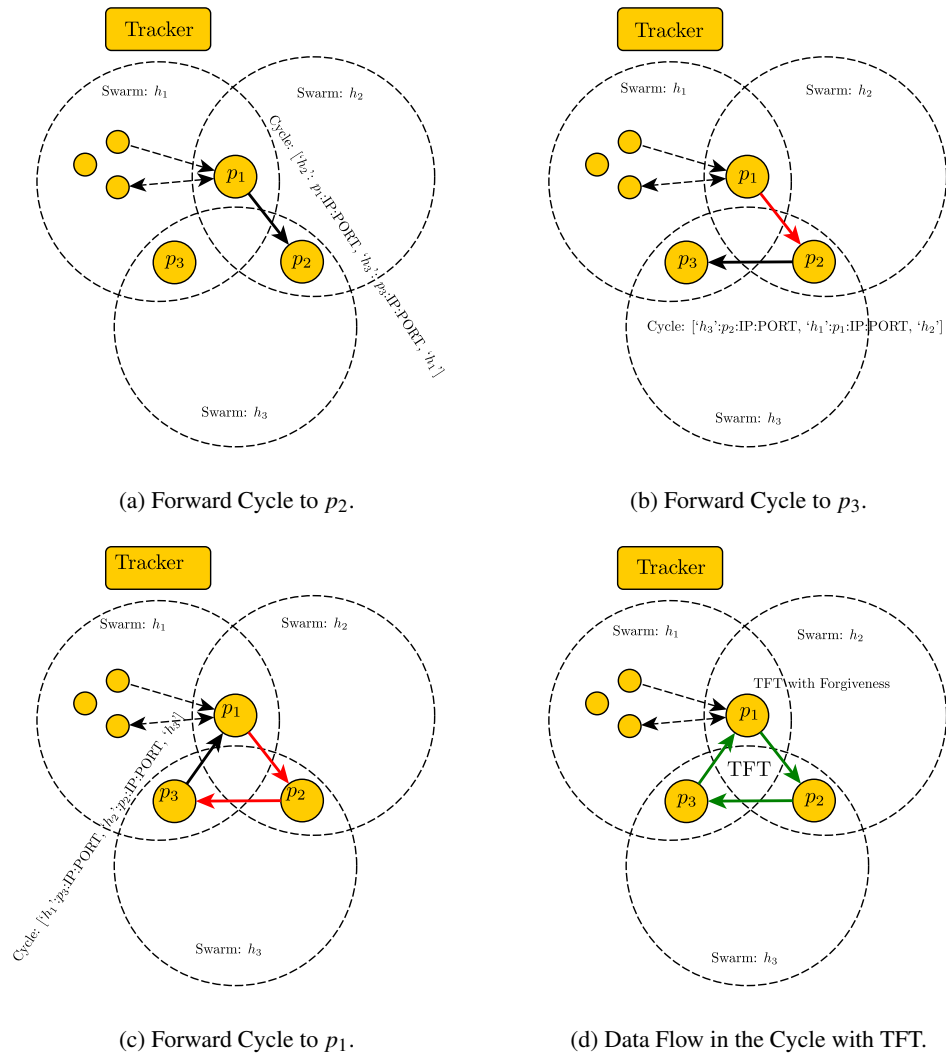 Tracker
Swarm: h₁
Swarm: h₂
Cycle: [‘h₂’: p₁:IP:PORT, ‘h₃’: p₃:IP:PORT, ‘h₁’]
p₁
p₃
p₂
Swarm: h₃
(a) Forward Cycle to p₂.
Tracker
Swarm: h₁
Swarm: h₂
p₁
p₃
p₂
Cycle: [‘h₃’:p₂:IP:PORT, ‘h₁’:p₁:IP:PORT, ‘h₂’]
Swarm: h₃
(b) Forward Cycle to p₃.
Tracker
Swarm: h₁
Swarm: h₂
p₁
p₃
p₂
Cycle: [‘h₁’:p₃:IP:PORT, ‘h₂’:p₂:IP:PORT, ‘h₃’]
Swarm: h₃
(c) Forward Cycle to p₁.
Tracker
Swarm: h₁
Swarm: h₂
TFT with Forgiveness
p₁
TFT
p₃
p₂
Swarm: h₃
(d) Data Flow in the Cycle with TFT.